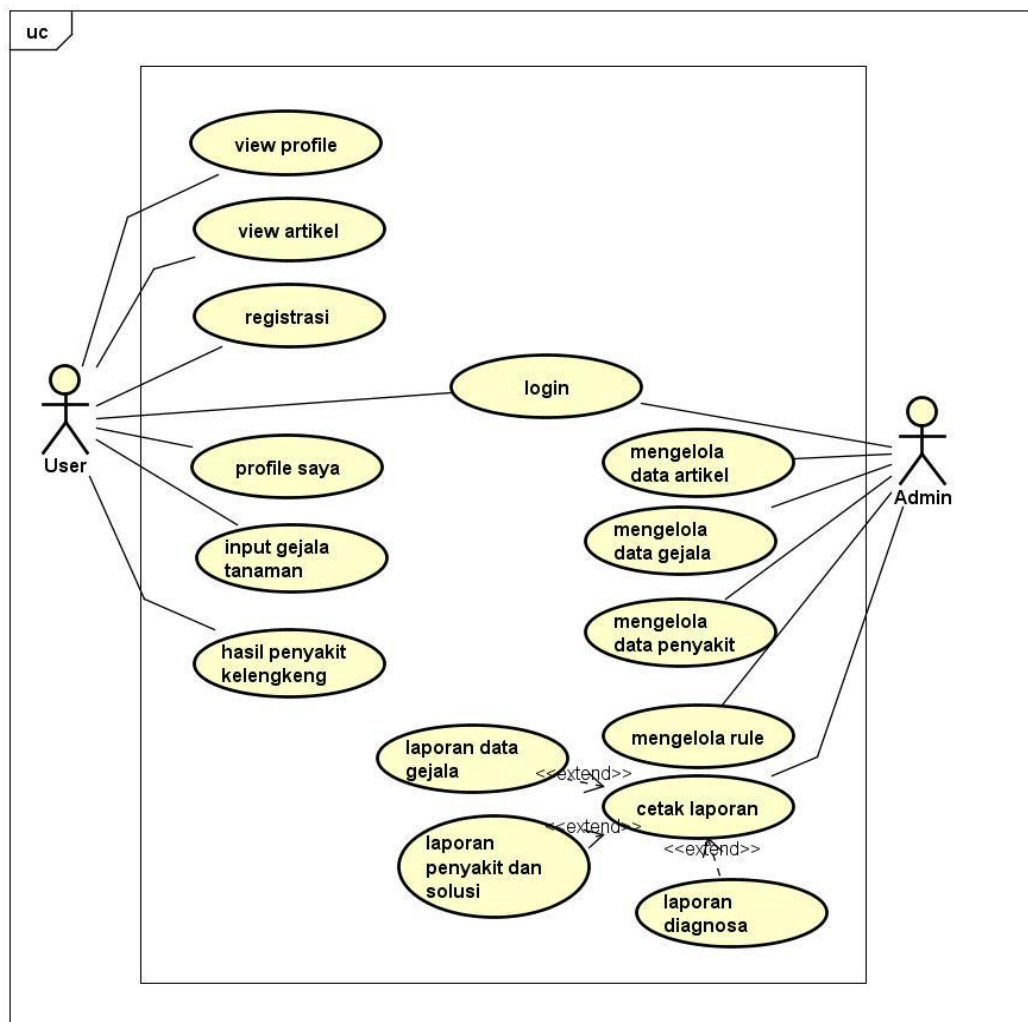 uc
view profile
view artikel
registrasi
login
User
profile saya
mengelola
data artikel
Admin
input gejala
tanaman
mengelola
data gejala
hasil penyakit
kelengkeng
mengelola
data penyakit
mengelola rule
laporan data
gejala
<<extend>>
cetak laporan
<<extend>>
laporan
penyakit dan
solusi
<<extend>>
laporan
diagnosa